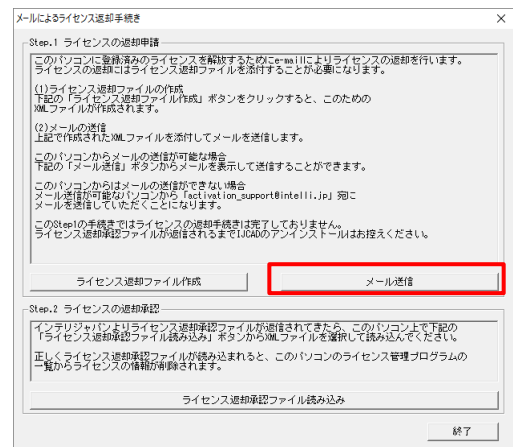 メールによるライセンス返却手続き
Step.1 ライセンスの返却申請
このパソコンに登録済みのライセンスを解放するためにe-mailによりライセンスの返却を行います。
ライセンスの返却にはライセンス返却ファイルを添付することが必要になります。
(1)ライセンス返却ファイルの作成
下記の「ライセンス返却ファイル作成」ボタンをクリックすると、このための
XMLファイルが作成されます。
(2)メールの送信
上記で作成されたXMLファイルを添付してメールを送信します。
このパソコンからメールの送信が可能な場合
下記の「メール送信」ボタンからメールを表示して送信することができます。
このパソコンからはメールの送信ができない場合
メール送信が可能なパソコンから「activation_support@intelli.jp」宛に
メールを送信していただくことになります。
このStep1の手続きではライセンスの返却手続きは完了しておりません。
ライセンス返却承認ファイルが返信されるまでIJCADのアンインストールはお控えください。
ライセンス返却ファイル作成
メール送信
Step.2 ライセンスの返却承認
インテリジャパンよりライセンス返却承認ファイルが返信されてきたら、このパソコン上で下記の
「ライセンス返却承認ファイル読み込み」ボタンからXMLファイルを選択して読み込んでください。
正しくライセンス返却承認ファイルが読み込まれると、このパソコンのライセンス管理プログラムの
一覧からライセンスの情報が削除されます。
ライセンス返却承認ファイル読み込み
終了